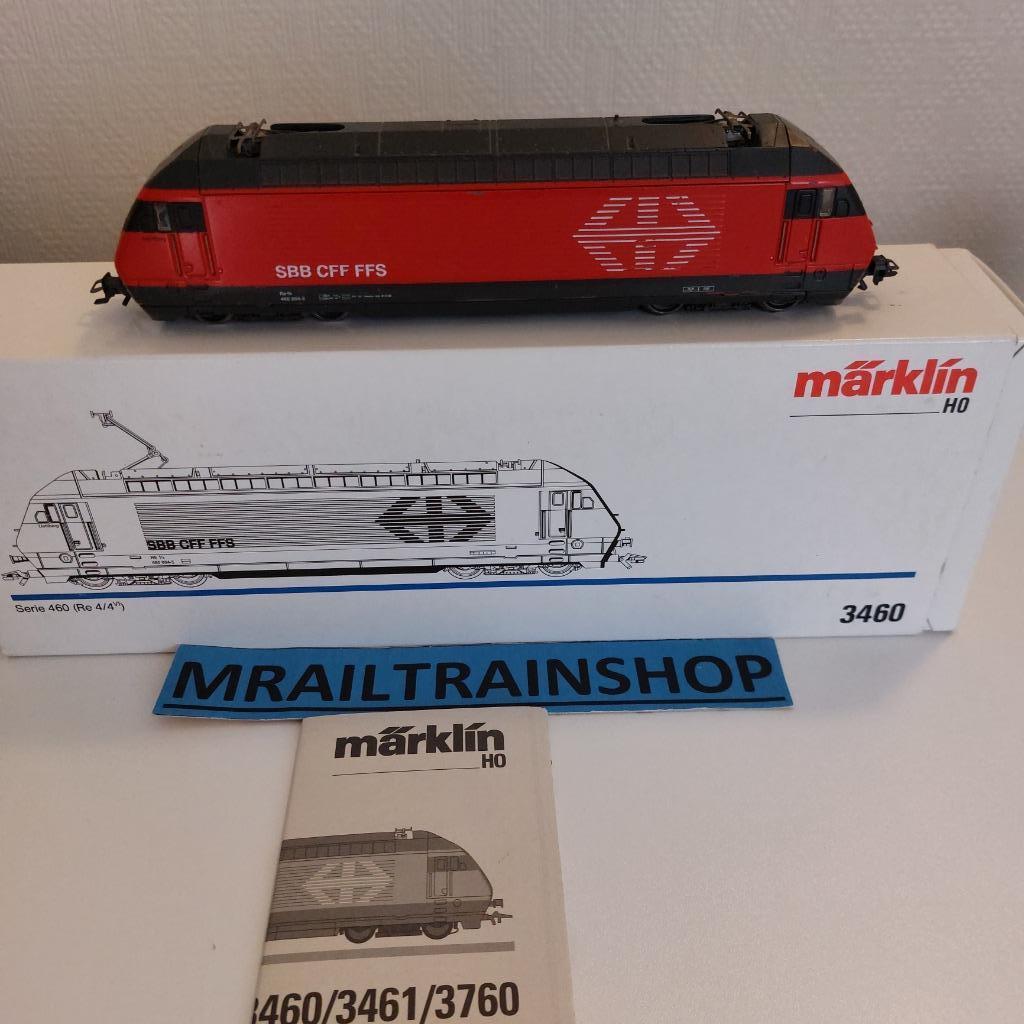 SBB CFF FFS
märklin
HO
SBB CFF FFS
Serie 460 (Re 4/4ⱽᴵ)
3460
MRAILTRAINSHOP
märklin
HO
3460/3461/3760